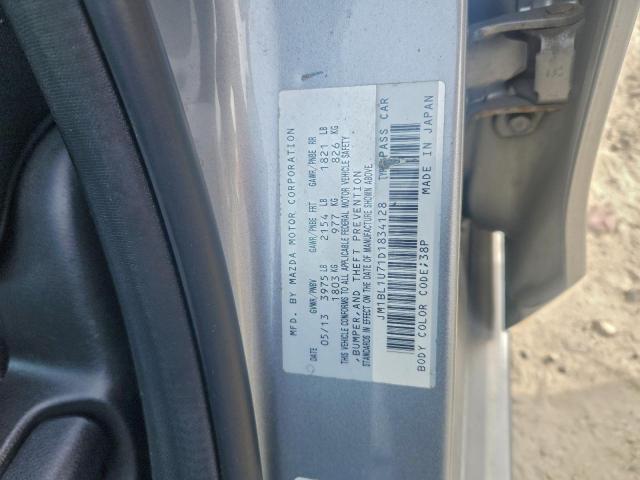 MFD. BY MAZDA MOTOR CORPORATION
DATE GVWR/PNBV GAWR/PNBE FRT GAWR/PNBE RR
05/13 3975 LB 2154 LB 1821 LB
1803 KG 977 KG 826 KG
THIS VEHICLE CONFORMS TO ALL APPLICABLE FEDERAL MOTOR VEHICLE SAFETY
,BUMPER,AND THEFT PREVENTION
STANDARDS IN EFFECT ON THE DATE OF MANUFACTURE SHOWN ABOVE.
JM1BL1U71D1834128 PASS CAR
BODY COLOR CODE;38P MADE IN JAPAN